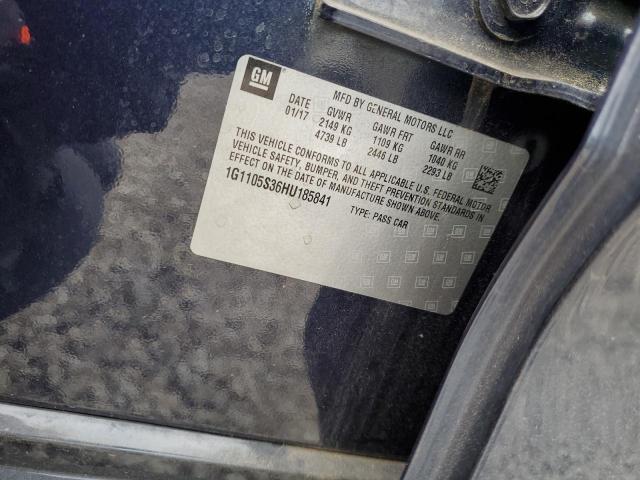 GM
MFD BY GENERAL MOTORS LLC
DATE GVWR GAWR FRT GAWR RR
01/17 2149 KG 1109 KG 1040 KG
4739 LB 2446 LB 2293 LB
THIS VEHICLE CONFORMS TO ALL APPLICABLE U.S. FEDERAL MOTOR
VEHICLE SAFETY, BUMPER, AND THEFT PREVENTION STANDARDS IN
EFFECT ON THE DATE OF MANUFACTURE SHOWN ABOVE.
1G1105S36HU185841 TYPE: PASS CAR